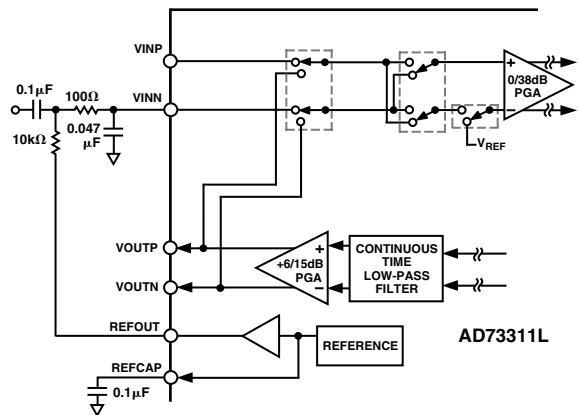 VINP
0.1μF
100Ω
VINN
10kΩ
0.047
μF
+
0/38dB
PGA
−
VREF
VOUTP
VOUTN
+
+6/15dB
PGA
−
CONTINUOUS
TIME
LOW-PASS
FILTER
REFOUT
REFCAP
0.1μF
REFERENCE
AD73311L